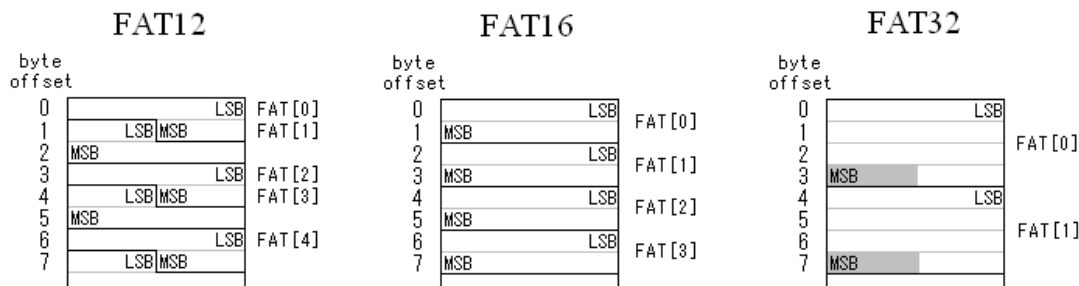 FAT12
byte
offset
0 LSB FAT[0]
1 LSB MSB FAT[1]
2 MSB
3 LSB FAT[2]
4 LSB MSB FAT[3]
5 MSB
6 LSB FAT[4]
7 LSB MSB
FAT16
byte
offset
0 LSB
FAT[0]
1 MSB
2 LSB
FAT[1]
3 MSB
4 LSB
FAT[2]
5 MSB
6 LSB
FAT[3]
7 MSB
FAT32
byte
offset
0 LSB
1
FAT[0]
2
3 MSB
4 LSB
5
FAT[1]
6
7 MSB